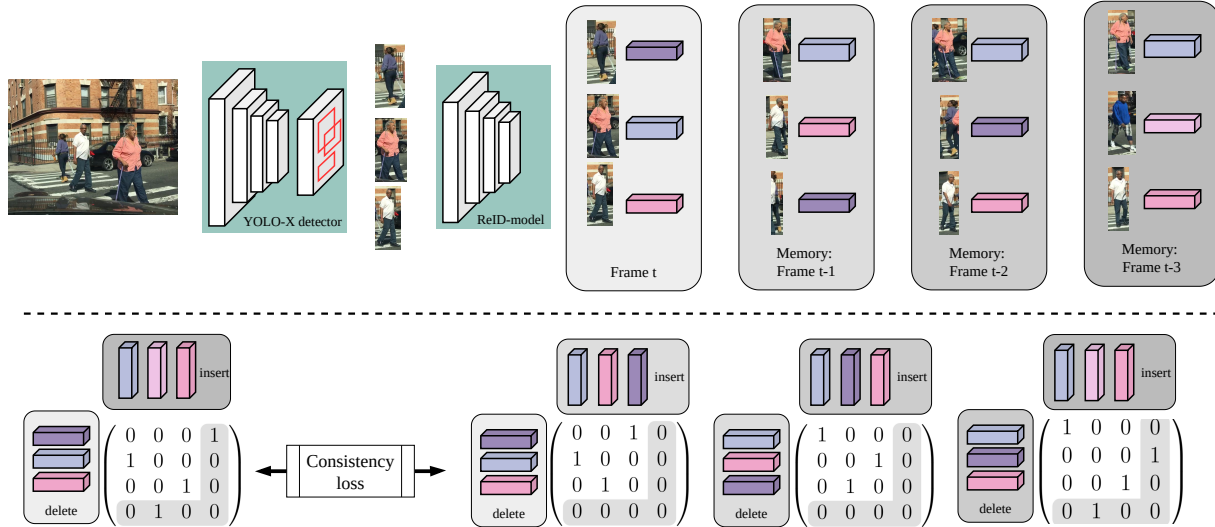 YOLO-X detector
ReID-model
Frame t
Memory:
Frame t-1
Memory:
Frame t-2
Memory:
Frame t-3
insert
0 0 0 1
1 0 0 0
0 0 1 0
0 1 0 0
delete
Consistency
loss
insert
0 0 1 0
1 0 0 0
0 1 0 0
0 0 0 0
delete
insert
1 0 0 0
0 0 1 0
0 1 0 0
0 0 0 0
delete
insert
1 0 0 0
0 0 0 1
0 0 1 0
0 1 0 0
delete